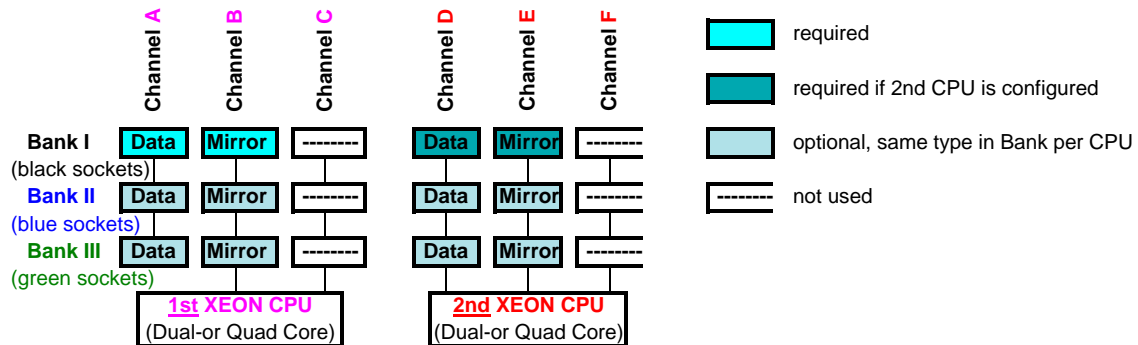 Channel A
Channel B
Channel C
Channel D
Channel E
Channel F
required
required if 2nd CPU is configured
optional, same type in Bank per CPU
-------- not used
Bank I Data Mirror -------- Data Mirror --------
(black sockets)
Bank II Data Mirror -------- Data Mirror --------
(blue sockets)
Bank III Data Mirror -------- Data Mirror --------
(green sockets)
1st XEON CPU 2nd XEON CPU
(Dual-or Quad Core) (Dual-or Quad Core)